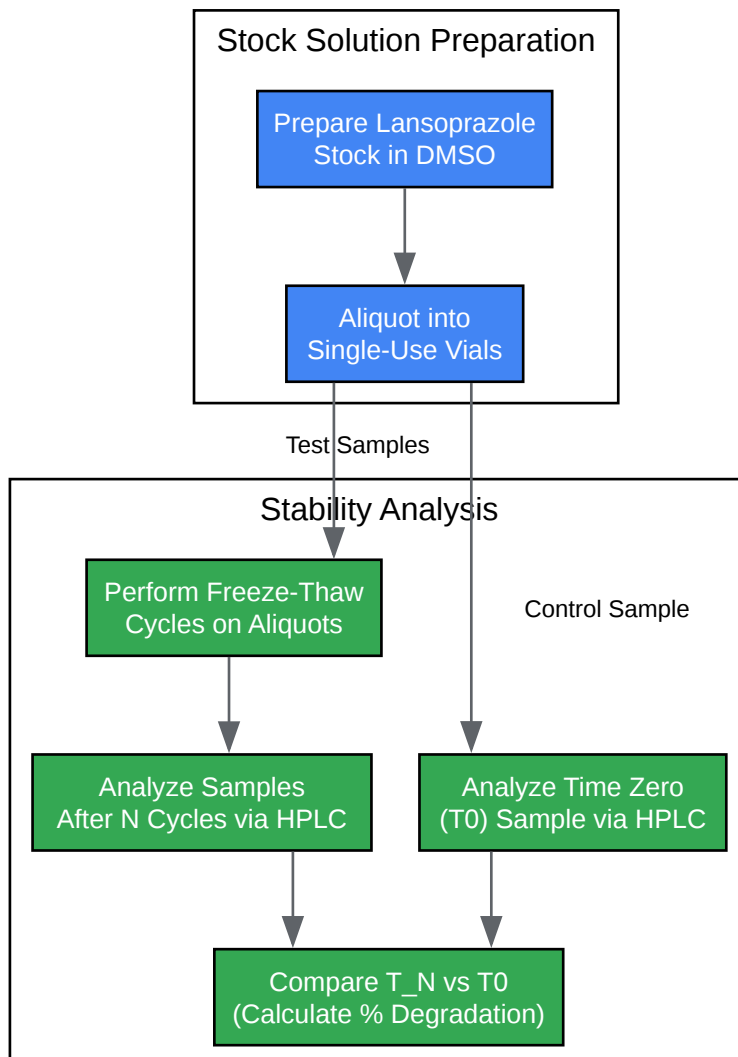 Stock Solution Preparation
Prepare Lansoprazole
Stock in DMSO
Aliquot into
Single-Use Vials
Test Samples
Stability Analysis
Perform Freeze-Thaw
Cycles on Aliquots
Control Sample
Analyze Samples
After N Cycles via HPLC
Analyze Time Zero
(T0) Sample via HPLC
Compare T_N vs T0
(Calculate % Degradation)